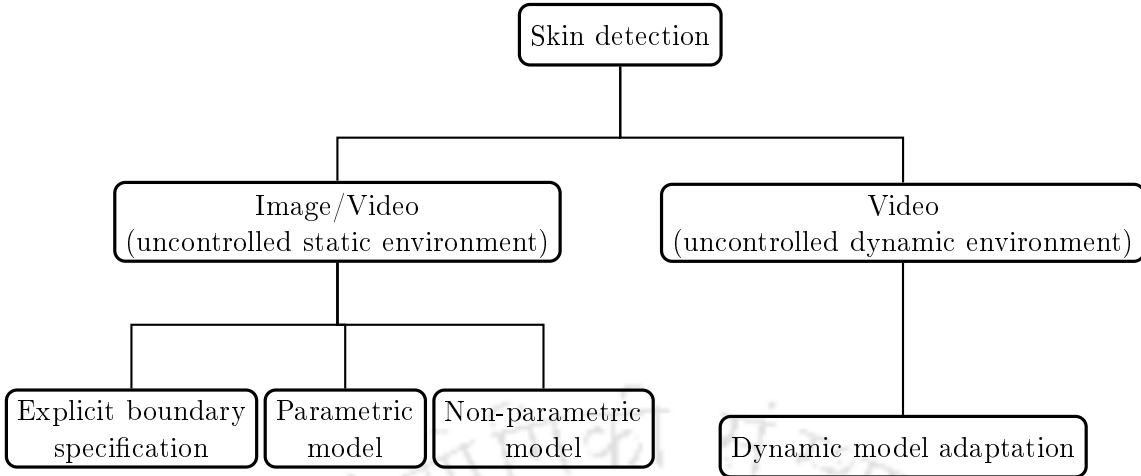 Skin detection
Image/Video
(uncontrolled static environment)
Video
(uncontrolled dynamic environment)
Explicit boundary
specification
Parametric
model
Non-parametric
model
Dynamic model adaptation